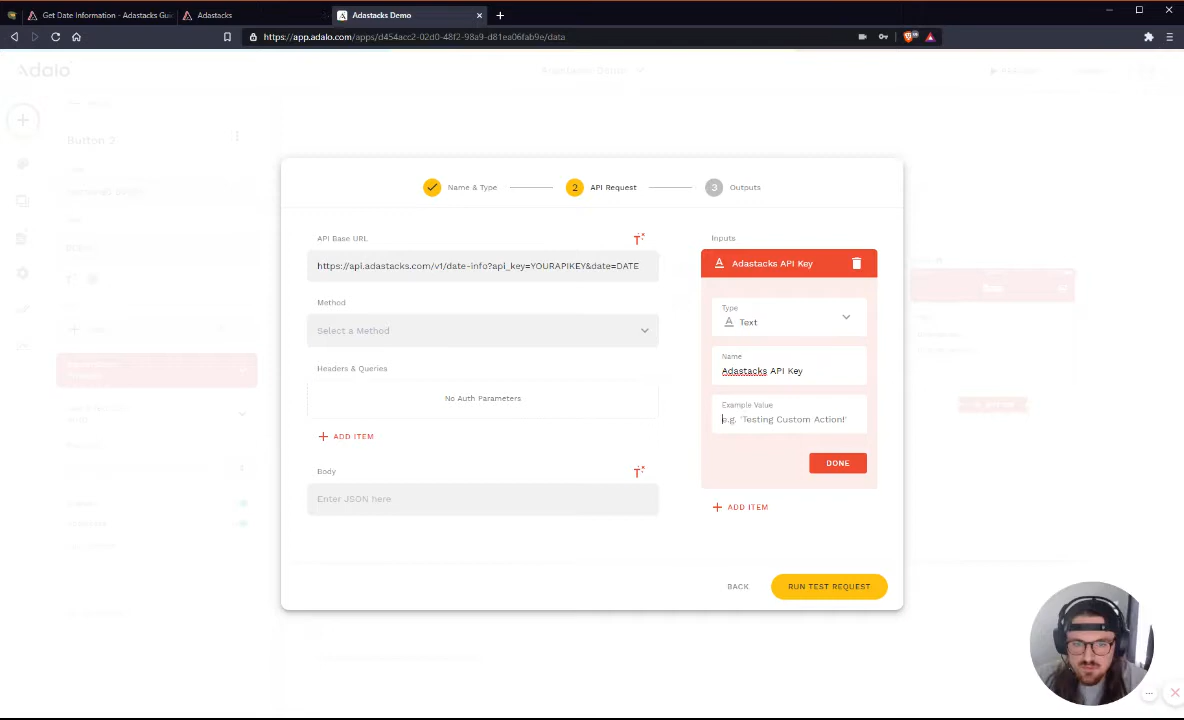 Get Date Information - Adastacks Gui
Adastacks
Adastacks Demo
https://app.adalo.com/apps/d454acc2-02d0-48f2-98a9-d81ea06fab9e/data
Adalo
Button 3
Name & Type
2
API Request
3
Outputs
API Base URL
https://api.adastacks.com/v1/date-info?api_key=YOURAPIKEY&date=DATE
Method
Select a Method
Headers & Queries
No Auth Parameters
ADD ITEM
Body
Enter JSON here
Inputs
Adastacks API Key
Type
Text
Name
Adastacks API Key
Example Value
e.g. 'Testing Custom Action!'
DONE
ADD ITEM
BACK
RUN TEST REQUEST